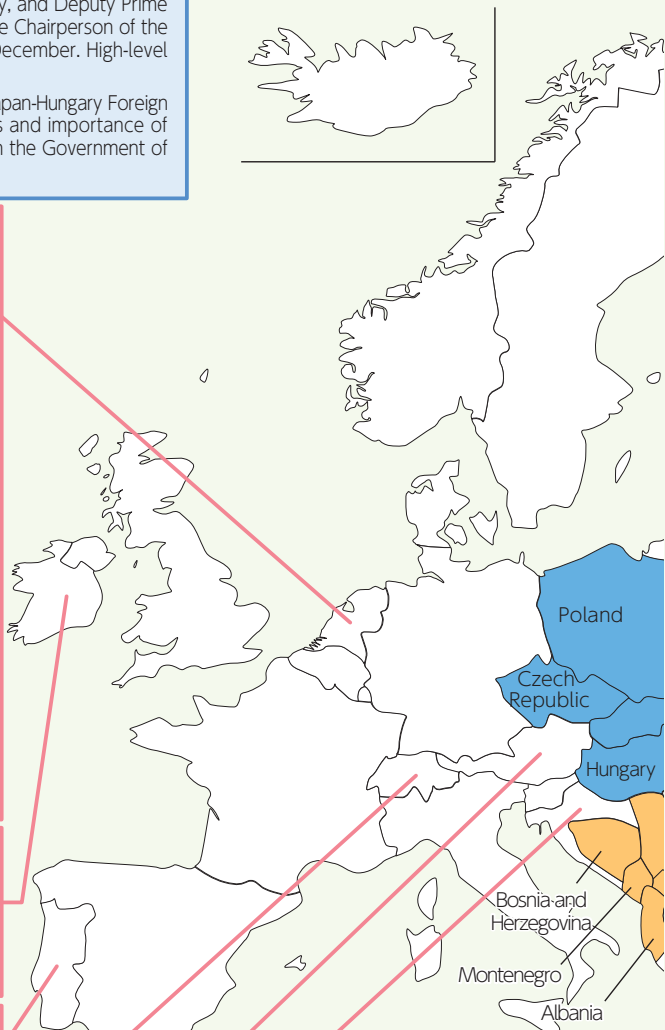 y, and Deputy Prime
e Chairperson of the
December. High-level
apan-Hungary Foreign
s and importance of
n the Government of
Poland
Czech
Republic
Hungary
Bosnia and
Herzegovina
Montenegro
Albania